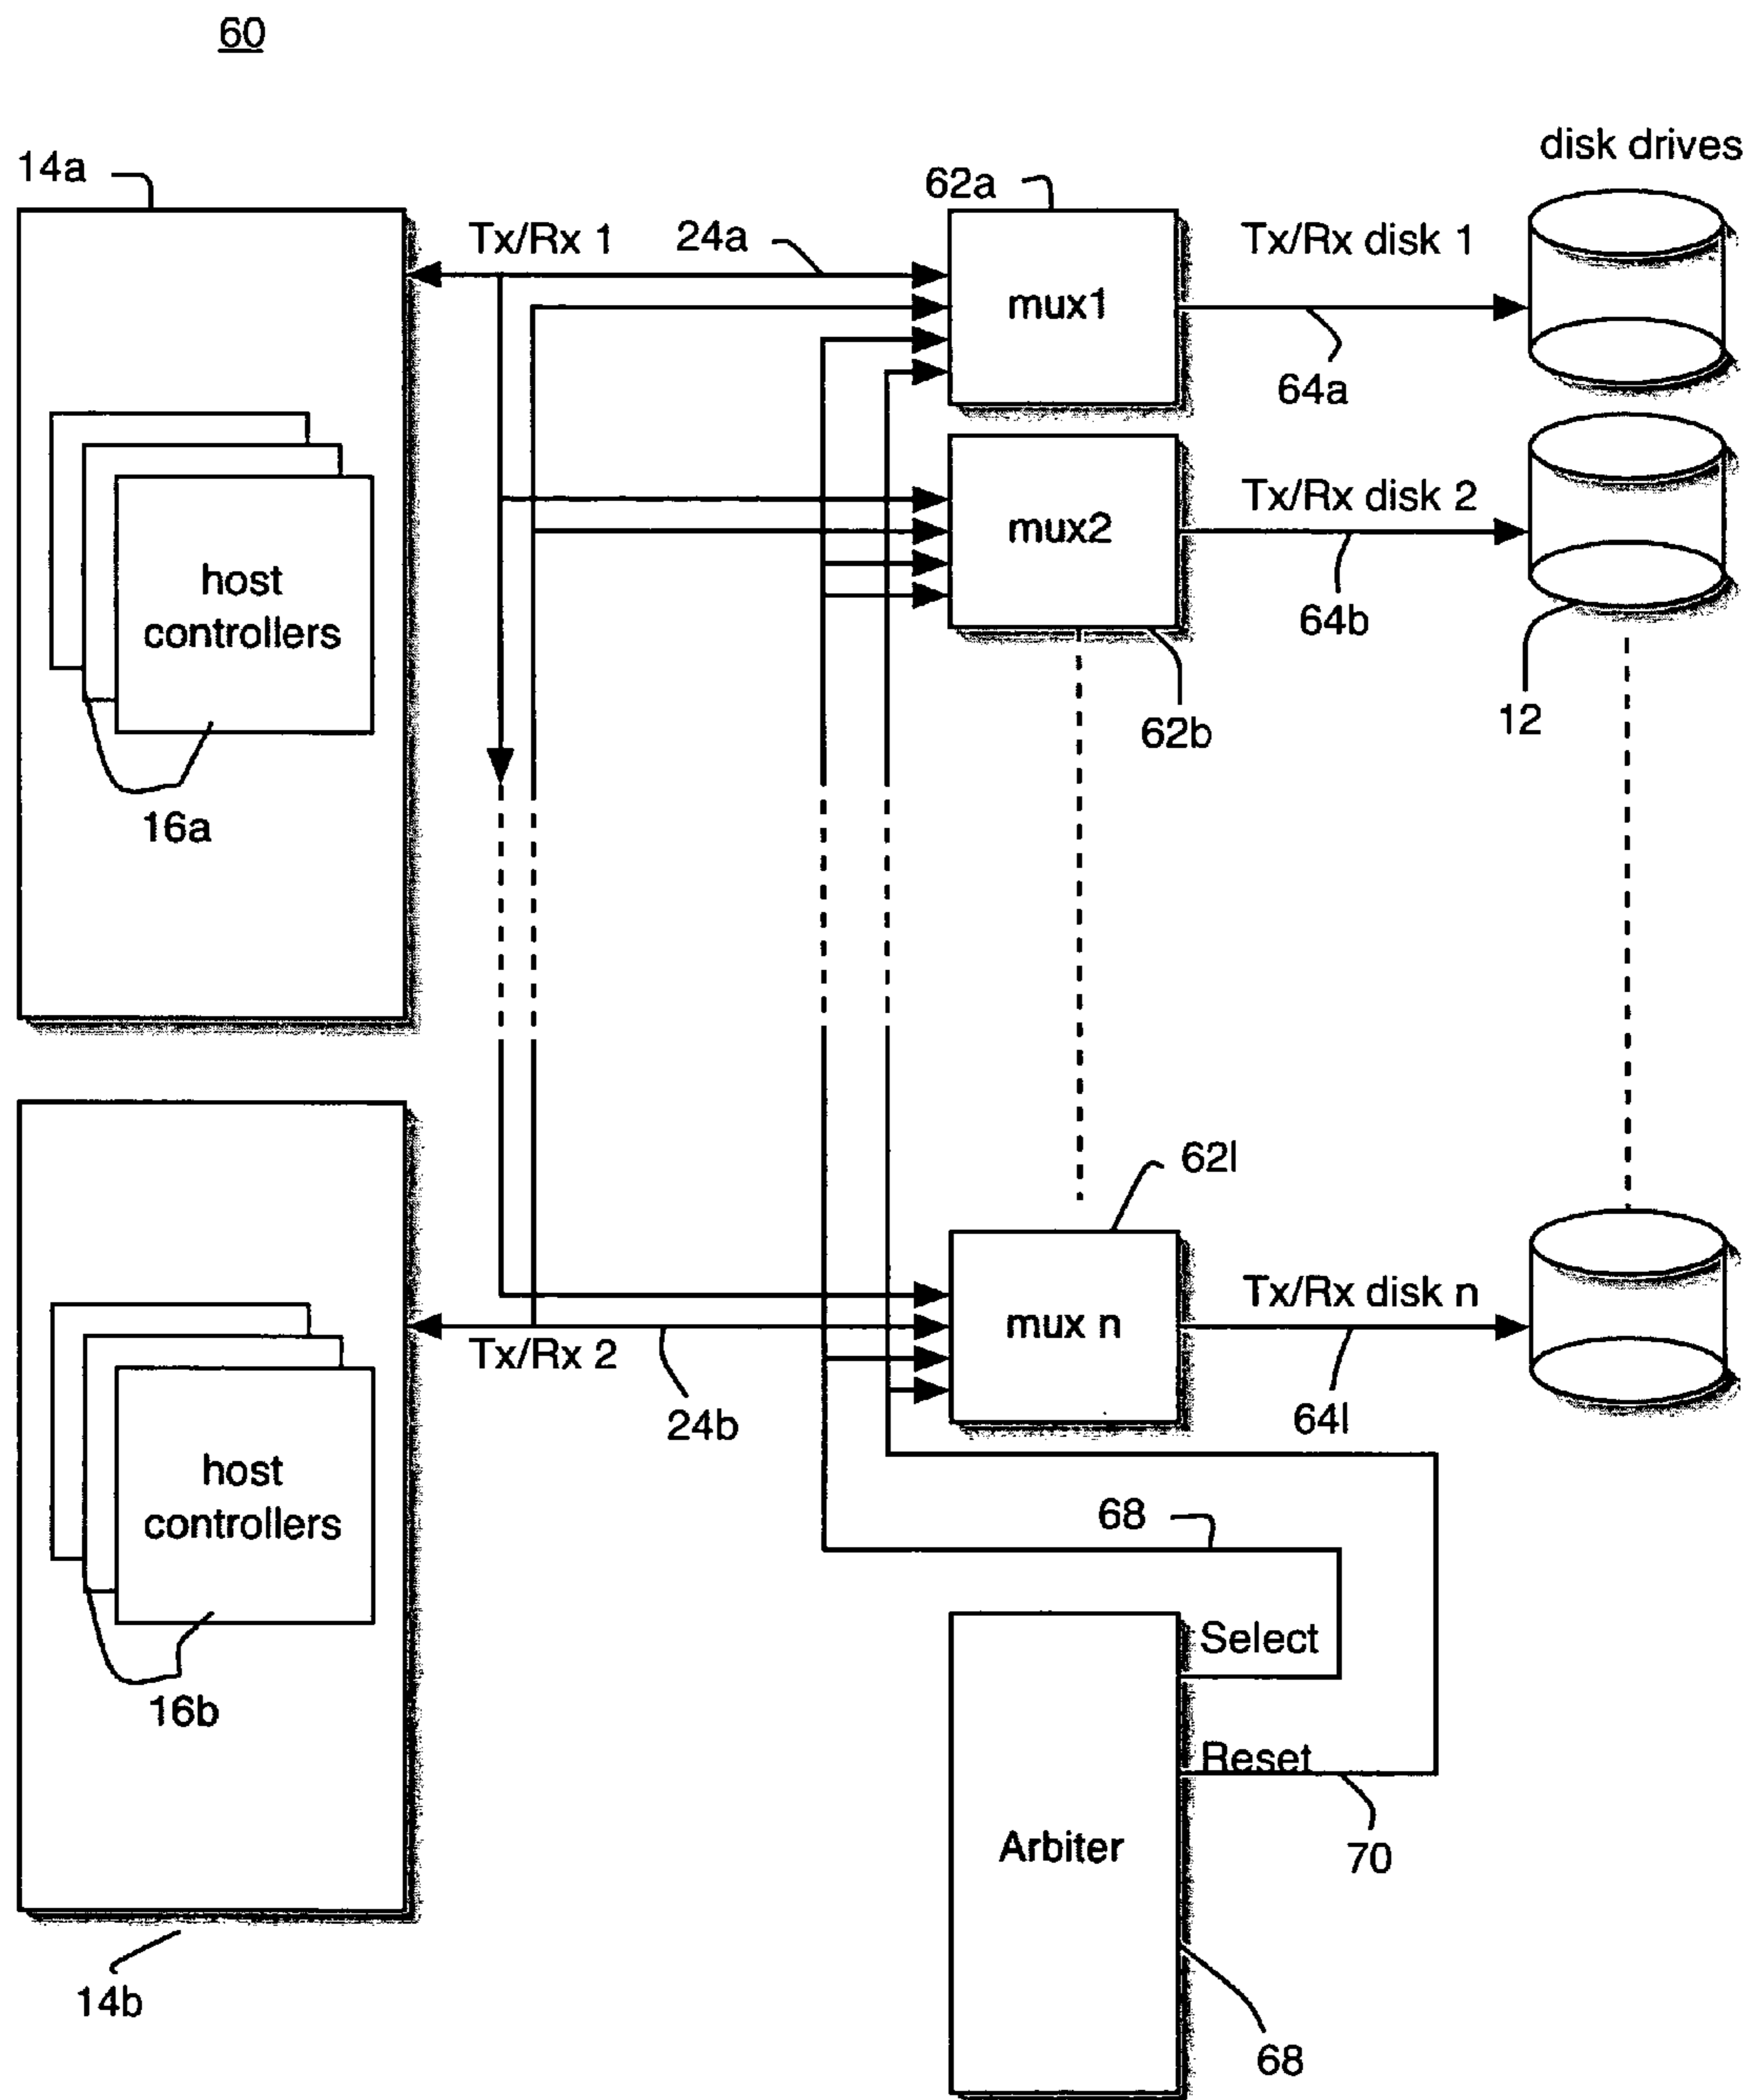 60
disk drives
14a
62a
Tx/Rx 1
24a
Tx/Rx disk 1
mux1
64a
Tx/Rx disk 2
mux2
host
controllers
64b
12
62b
16a
62l
Tx/Rx disk n
mux n
Tx/Rx 2
24b
64l
host
controllers
68
Select
16b
Reset
Arbiter
70
14b
68